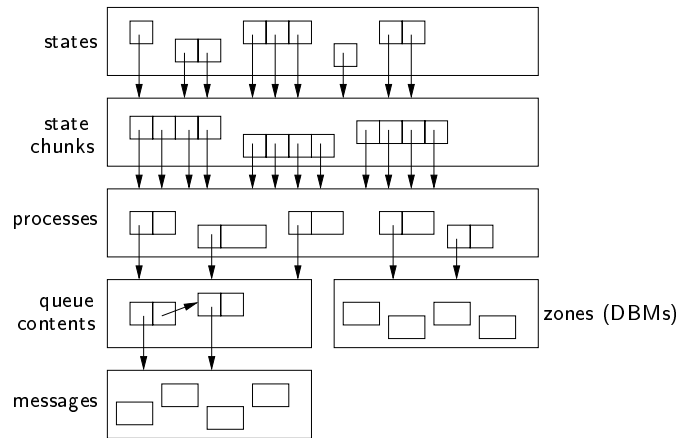 states
state
chunks
processes
queue
contents
zones (DBMs)
messages